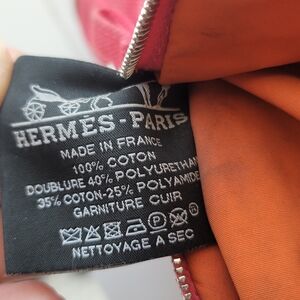 HERMÈS-PARIS
MADE IN FRANCE
100% COTON
DOUBLURE 40% POLYURETHAN
35% COTON-25% POLYAMIDE
GARNITURE CUIR
NETTOYAGE A SEC